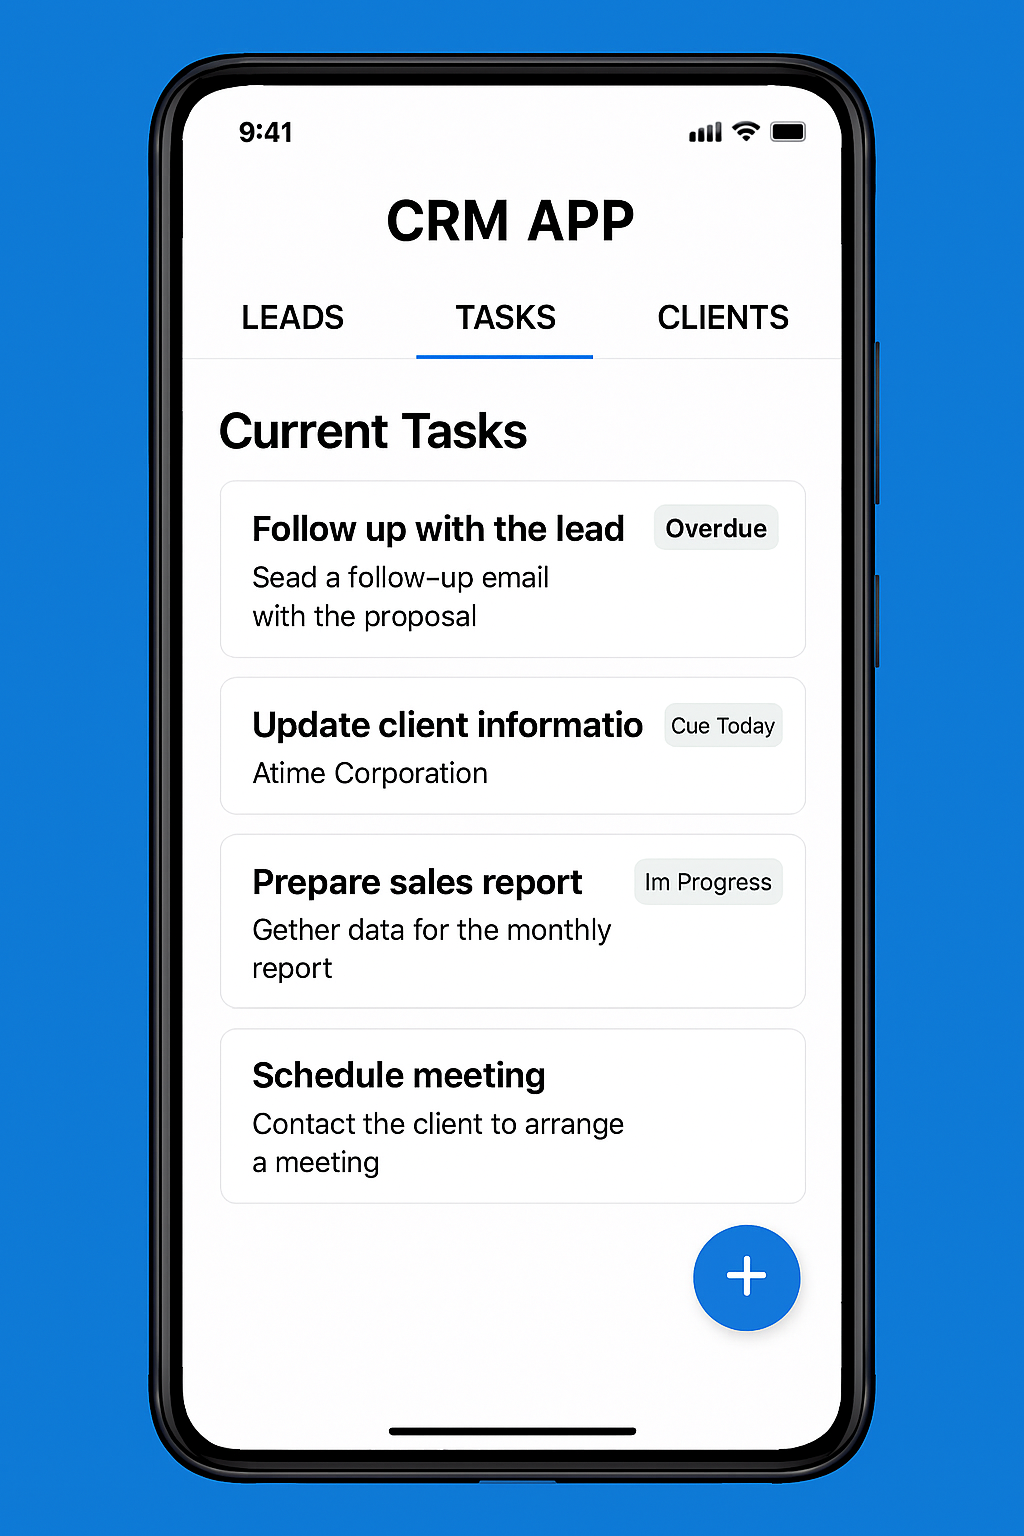 9:41
CRM APP
LEADS TASKS CLIENTS
Current Tasks
Follow up with the lead Overdue
Sead a follow-up email
with the proposal
Update client informatio Cue Today
Atime Corporation
Prepare sales report Im Progress
Gether data for the monthly
report
Schedule meeting
Contact the client to arrange
a meeting